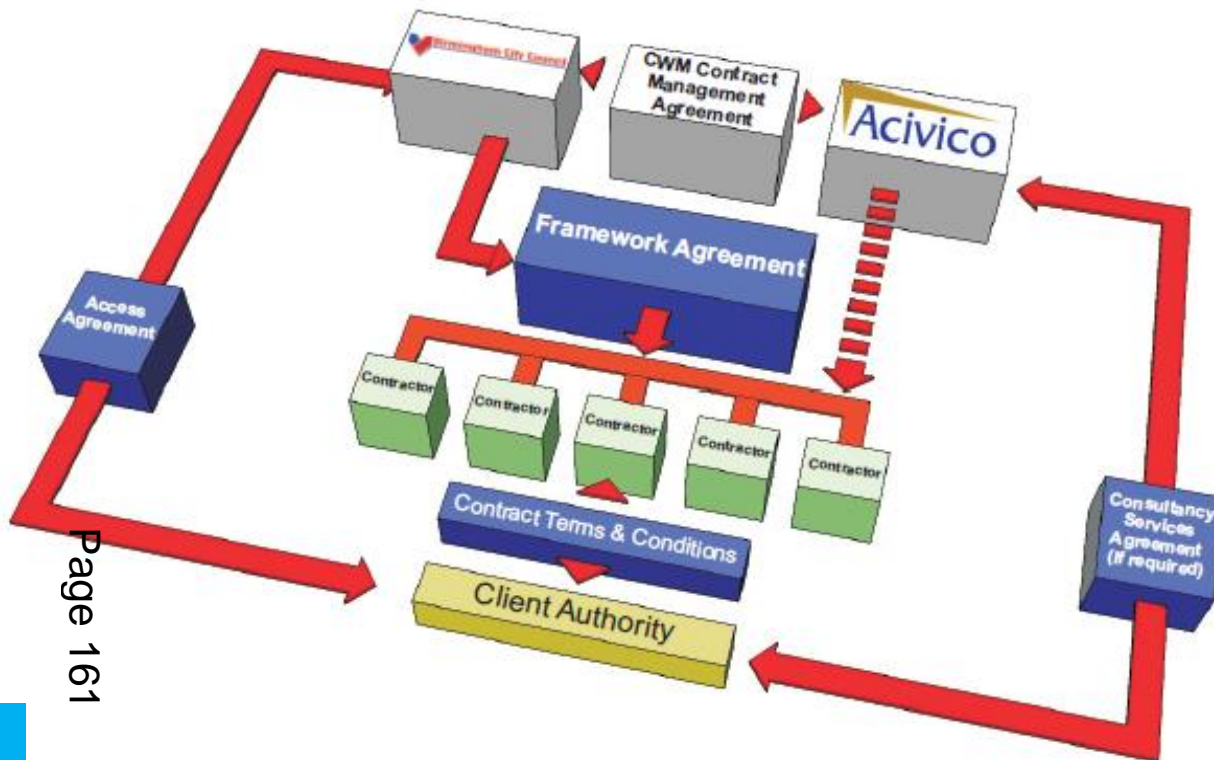 Birmingham City Council
CWM Contract
Management
Agreement
Acivico
Framework Agreement
Access
Agreement
Contractor
Contractor
Contractor
Contractor
Contractor
Contract Terms & Conditions
Consultancy
Services
Agreement
(if required)
Client Authority
Page 161